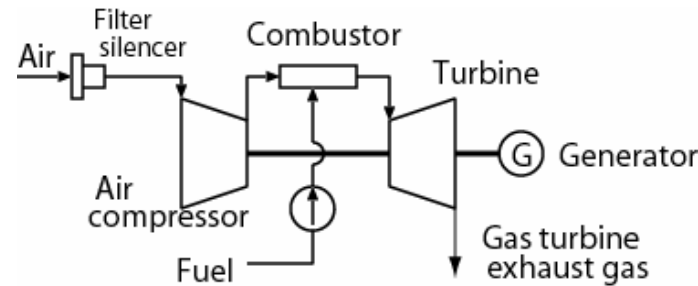 Filter
silencer
Air
Combustor
Turbine
G
Generator
Air
compressor
Fuel
Gas turbine
exhaust gas